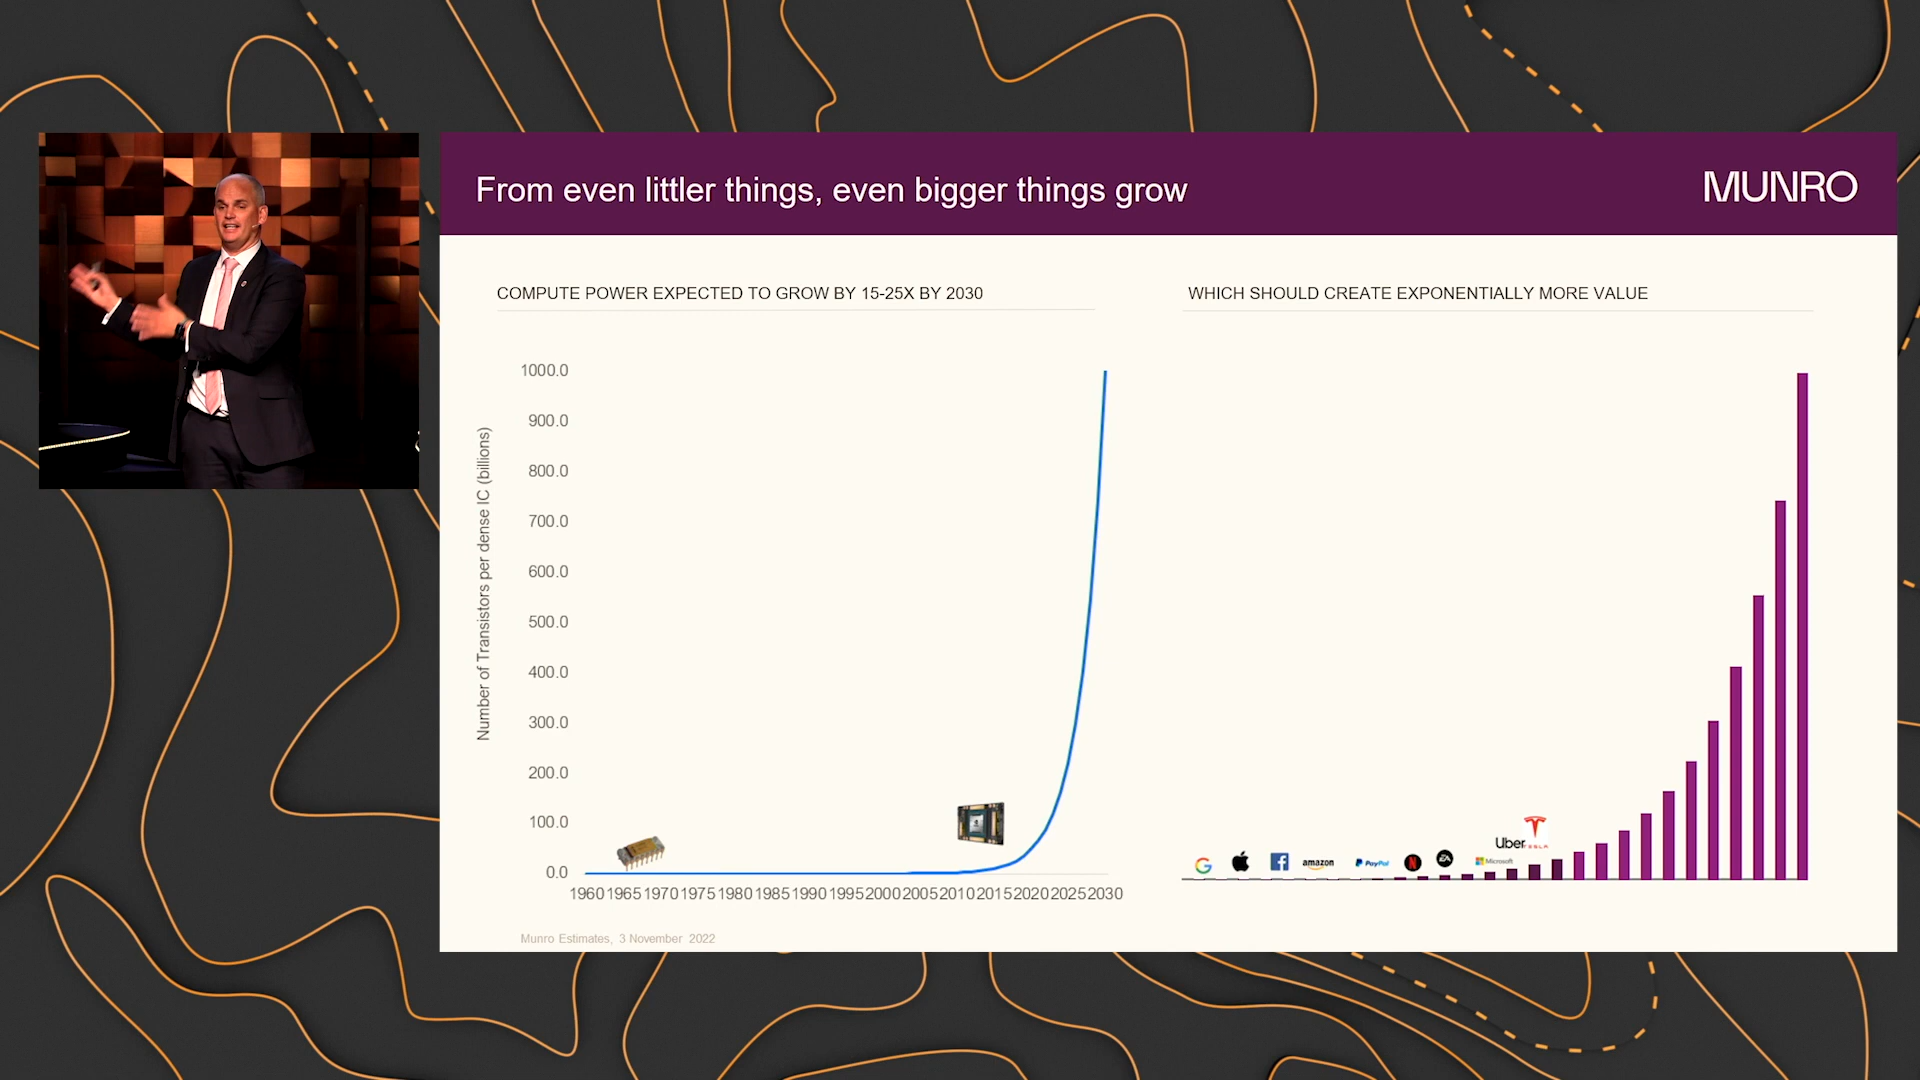 From even littler things, even bigger things grow
MUNRO
COMPUTE POWER EXPECTED TO GROW BY 15-25X BY 2030
Number of Transistors per dense IC (billions)
1000.0
900.0
800.0
700.0
600.0
500.0
400.0
300.0
200.0
100.0
0.0
1960 1965 1970 1975 1980 1985 1990 1995 2000 2005 2010 2015 2020 2025 2030
Munro Estimates, 3 November 2022
WHICH SHOULD CREATE EXPONENTIALLY MORE VALUE
G
amazon
PayPal
N
EA
Microsoft
Uber
TESLA